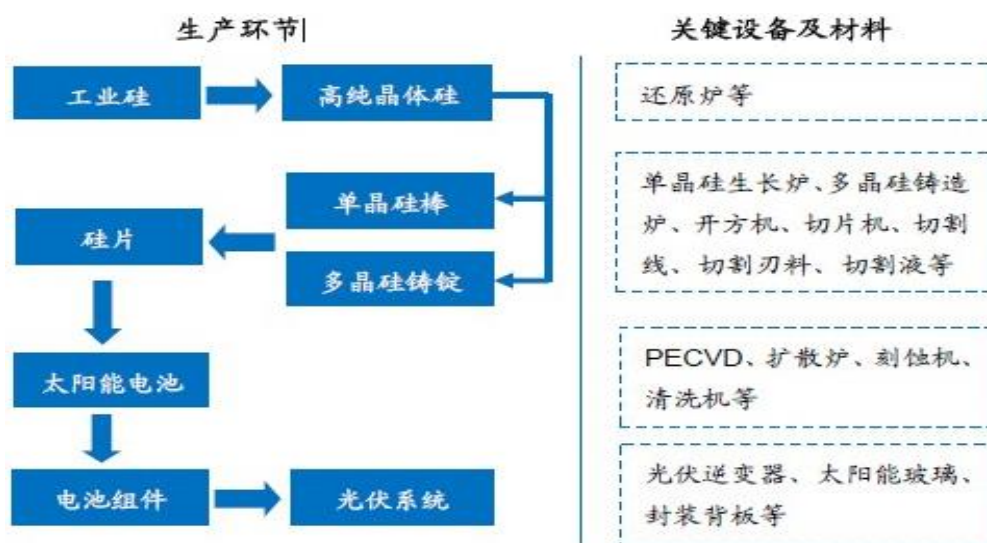 生产环节
关键设备及材料
工业硅
高纯晶体硅
还原炉等
单晶硅棒
硅片
多晶硅铸锭
单晶硅生长炉、多晶硅铸造
炉、开方机、切片机、切割
线、切割刃料、切割液等
太阳能电池
PECVD、扩散炉、刻蚀机、
清洗机等
电池组件
光伏系统
光伏逆变器、太阳能玻璃、
封装背板等